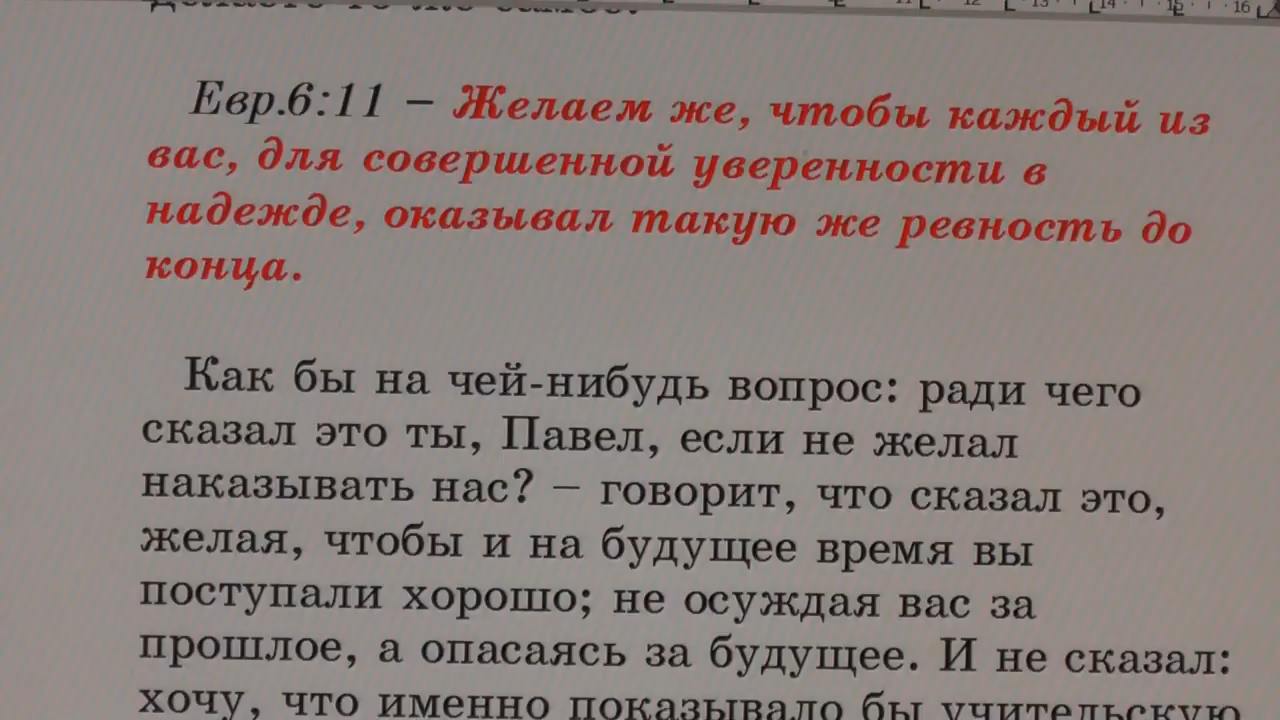 Евр.6:11 – Желаем же, чтобы каждый из
вас, для совершенной уверенности в
надежде, оказывал такую же ревность до
конца.
Как бы на чей-нибудь вопрос: ради чего
сказал это ты, Павел, если не желал
наказывать нас? – говорит, что сказал это,
желая, чтобы и на будущее время вы
поступали хорошо; не осуждая вас за
прошлое, а опасаясь за будущее. И не сказал:
хочу, что именно показывало бы учительскую